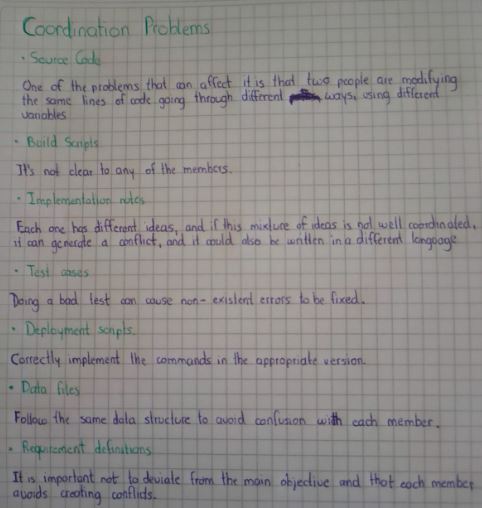 Coordination Problems
• Source Code
One of the problems that can affect it is that two people are modifying
the same lines of code going through different ways, using different
variables
• Build Scripts
It's not clear to any of the members.
• Implementation notes
Each one has different ideas, and if this mixture of ideas is not well coordinated,
it can generate a conflict, and it could also be written in a different language
• Test cases
Doing a bad test can cause non-existent errors to be fixed.
• Deployment scripts.
Correctly implement the commands in the appropriate version.
• Data files
Follow the same data structure to avoid confusion with each member.
• Requirement definitions
It is important not to deviate from the main objective and that each member
avoids creating conflicts.